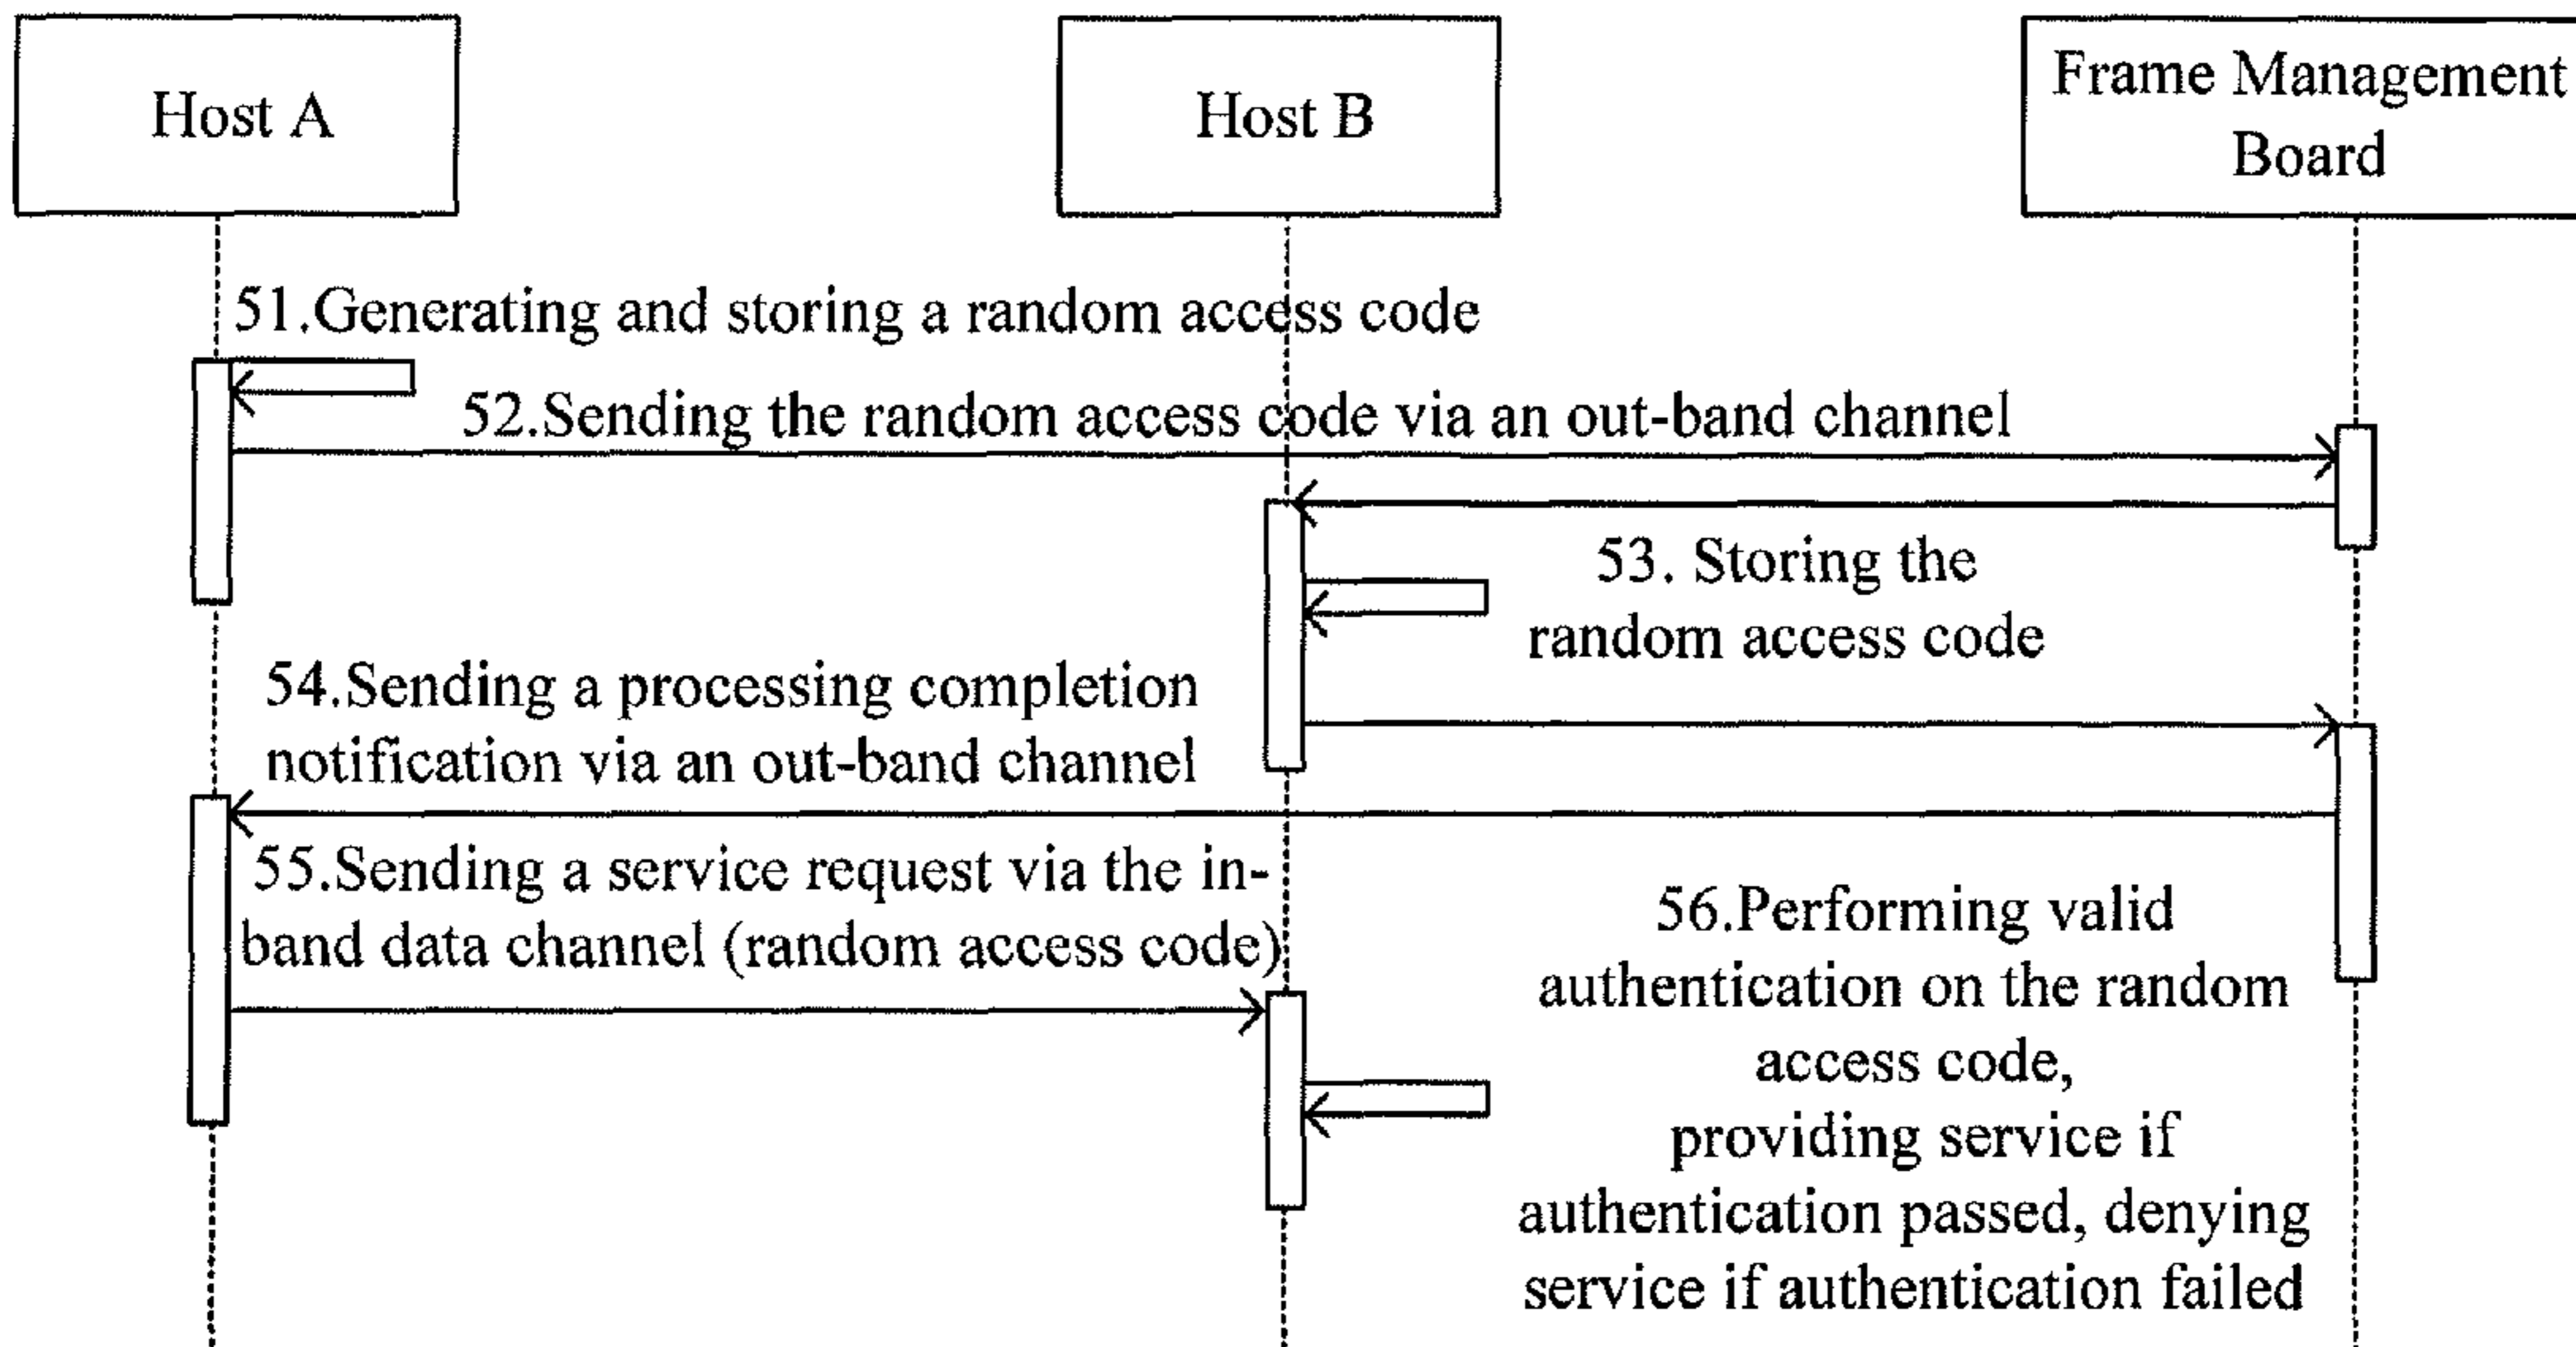 Host A
Host B
Frame Management
Board
51.Generating and storing a random access code
52.Sending the random access code via an out-band channel
53. Storing the
random access code
54.Sending a processing completion
notification via an out-band channel
55.Sending a service request via the in-
band data channel (random access code)
56.Performing valid
authentication on the random
access code,
providing service if
authentication passed, denying
service if authentication failed